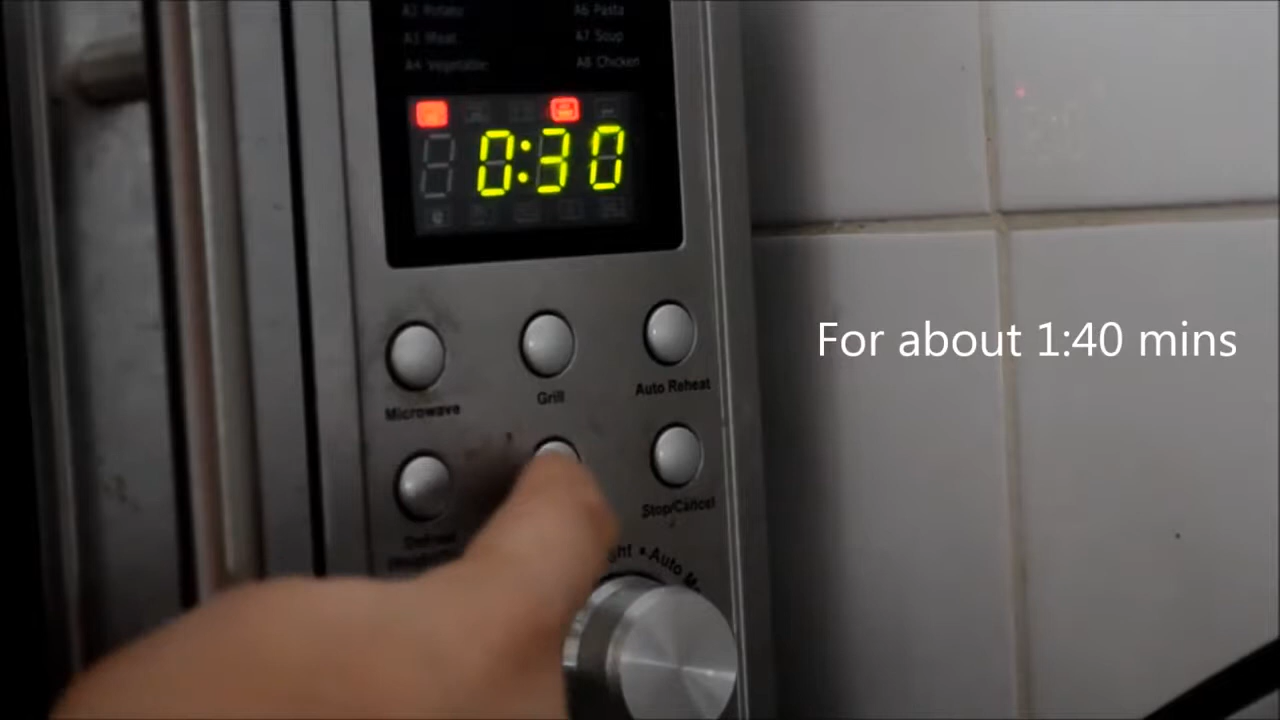 A2 Potato
A6 Pasta
A3 Meat
A7 Soup
A4 Vegetable
A8 Chicken
0:30
For about 1:40 mins
Microwave
Grill
Auto Reheat
Stop/Cancel
Auto